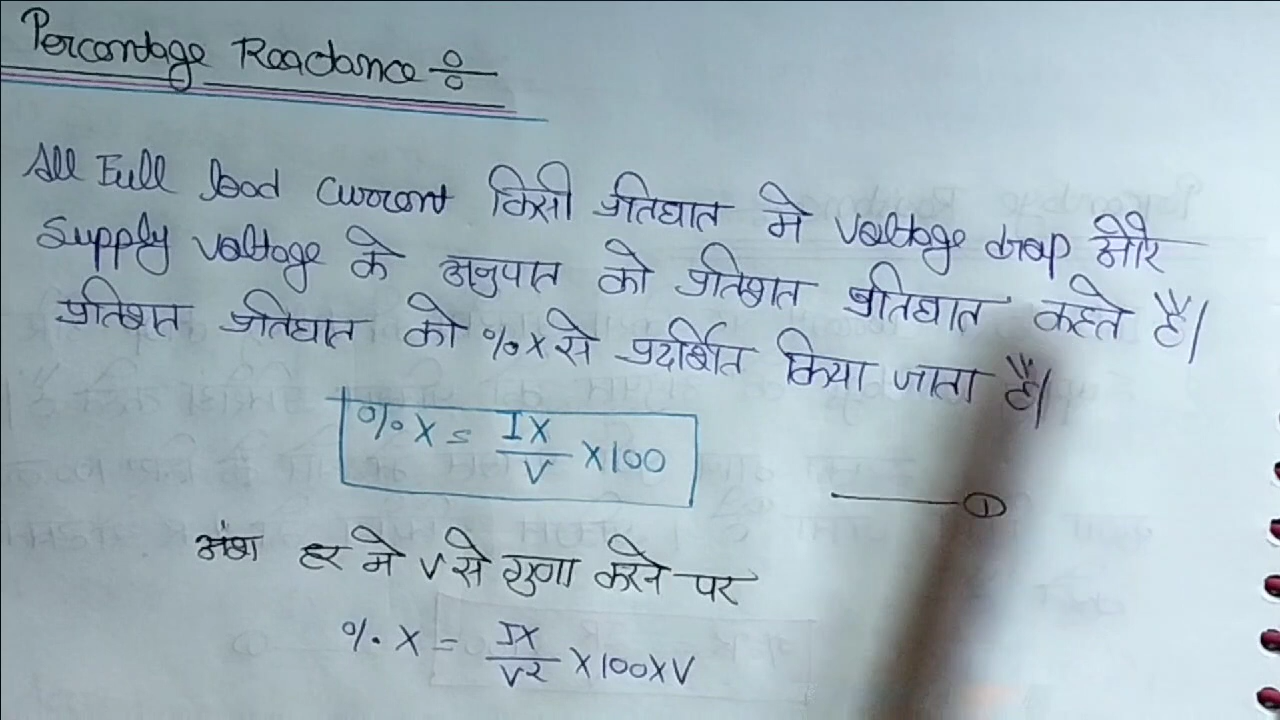 Percentage Reactance ÷
All Full load current किसी प्रतिघात मे voltage drop और
Supply voltage के अनुपात को प्रतिशत प्रतिघात कहते है।
प्रतिशत प्रतिघात को %X से प्रदर्शित किया जाता है।
%X = IX/V X100
①
अंश हर मे V से गुणा करने पर
%X = IX/V2 X100XV